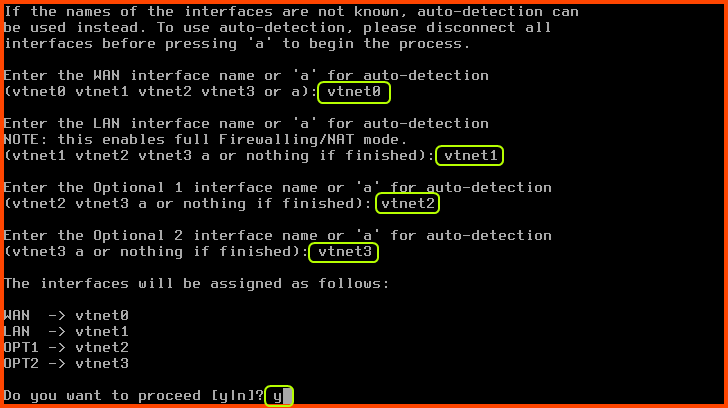 If the names of the interfaces are not known, auto-detection can
be used instead. To use auto-detection, please disconnect all
interfaces before pressing 'a' to begin the process.
Enter the WAN interface name or 'a' for auto-detection
(vtnet0 vtnet1 vtnet2 vtnet3 or a): vtnet0
Enter the LAN interface name or 'a' for auto-detection
NOTE: this enables full Firewalling/NAT mode.
(vtnet1 vtnet2 vtnet3 a or nothing if finished): vtnet1
Enter the Optional 1 interface name or 'a' for auto-detection
(vtnet2 vtnet3 a or nothing if finished): vtnet2
Enter the Optional 2 interface name or 'a' for auto-detection
(vtnet3 a or nothing if finished): vtnet3
The interfaces will be assigned as follows:
WAN  -> vtnet0
LAN  -> vtnet1
OPT1 -> vtnet2
OPT2 -> vtnet3
Do you want to proceed [y|n]? y